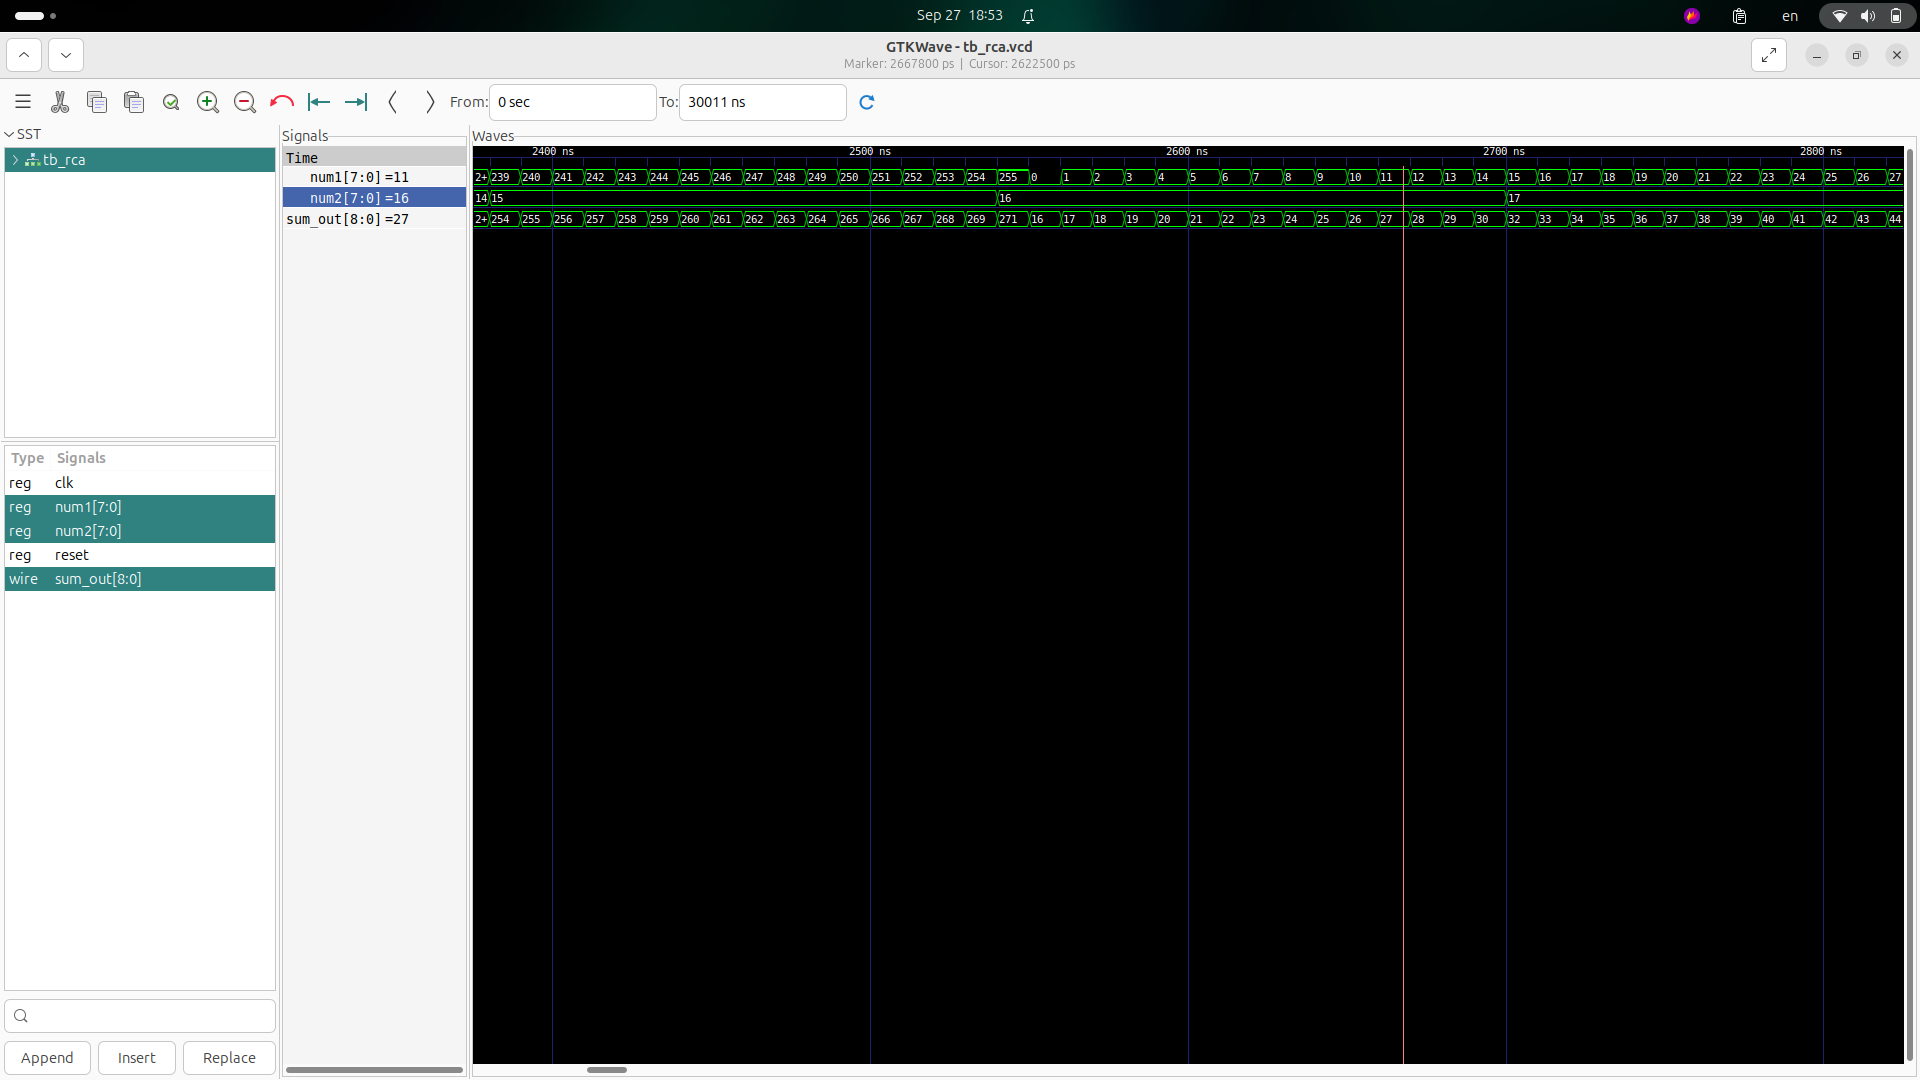 Sep 27 18:53
en
GTKWave - tb_rca.vcd
Marker: 2667800 ps | Cursor: 2622500 ps
From: 0 sec To: 30011 ns
SST
tb_rca
Type Signals
reg clk
reg num1[7:0]
reg num2[7:0]
reg reset
wire sum_out[8:0]
Append Insert Replace
Signals
Time
num1[7:0] =11
num2[7:0] =16
sum_out[8:0] =27
Waves
2400 ns 2500 ns 2600 ns 2700 ns 2800 ns
2+ 239 240 241 242 243 244 245 246 247 248 249 250 251 252 253 254 255 0 1 2 3 4 5 6 7 8 9 10 11 12 13 14 15 16 17 18 19 20 21 22 23 24 25 26 27
14 15 16 17
2+ 254 255 256 257 258 259 260 261 262 263 264 265 266 267 268 269 271 16 17 18 19 20 21 22 23 24 25 26 27 28 29 30 32 33 34 35 36 37 38 39 40 41 42 43 44